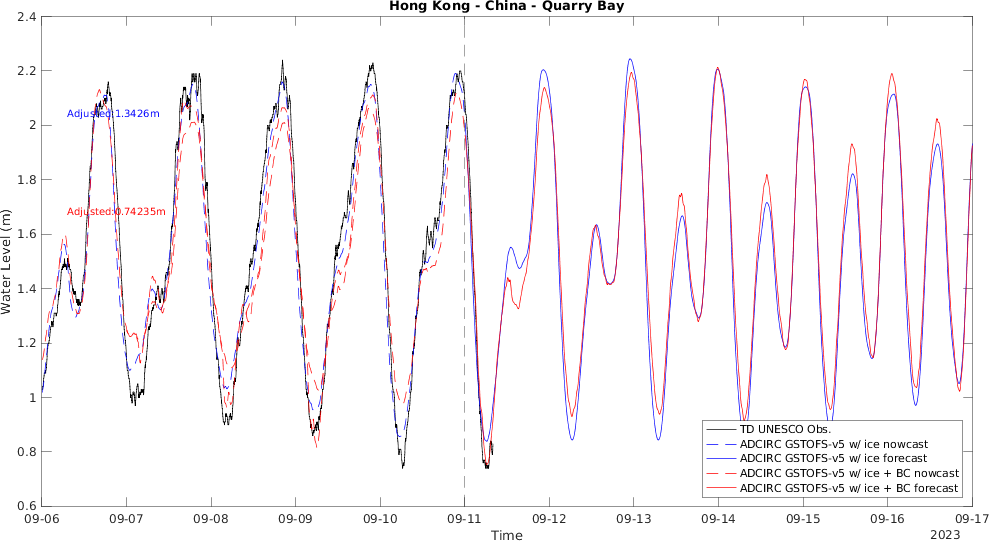 Hong Kong - China - Quarry Bay
2.4
2.2
2
1.8
1.6
1.4
1.2
1
0.8
0.6
Water Level (m)
Adjusted:1.3426m
Adjusted:0.74235m
TD UNESCO Obs.
ADCIRC GSTOFS-v5 w/ ice nowcast
ADCIRC GSTOFS-v5 w/ ice forecast
ADCIRC GSTOFS-v5 w/ ice + BC nowcast
ADCIRC GSTOFS-v5 w/ ice + BC forecast
09-06 09-07 09-08 09-09 09-10 09-11 09-12 09-13 09-14 09-15 09-16 09-17
Time
2023